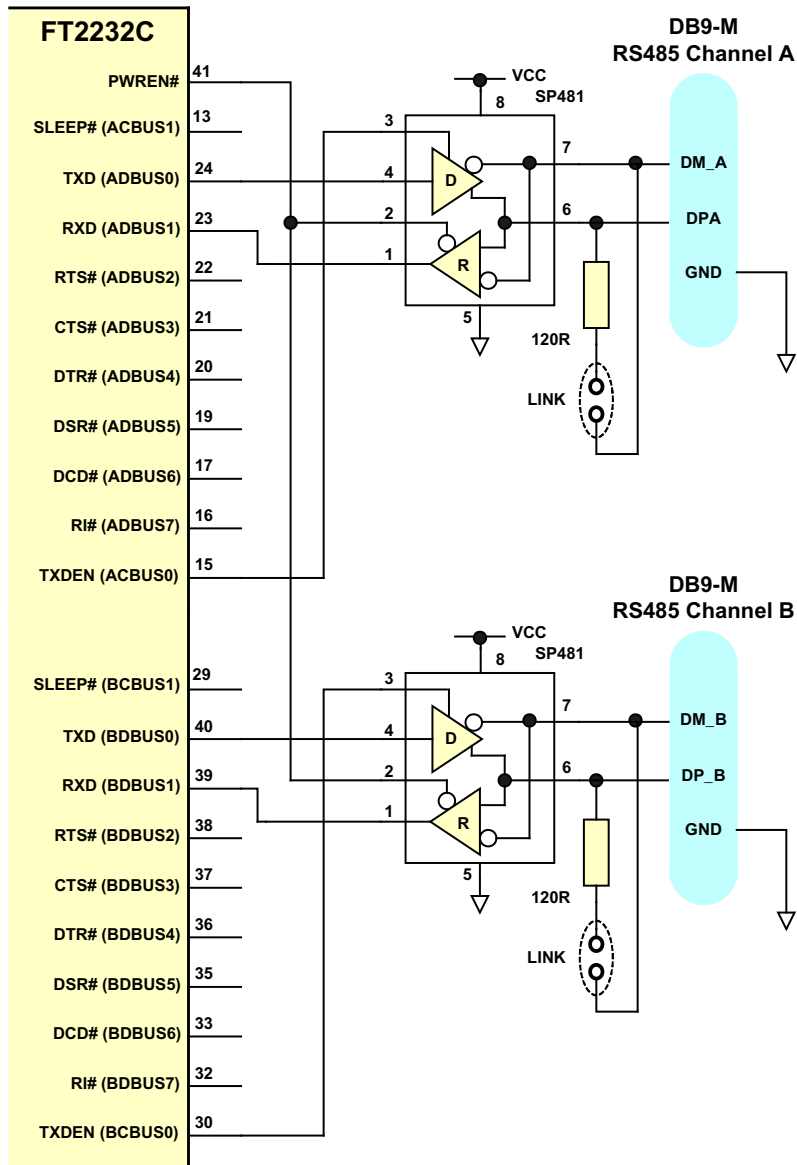 FT2232C
PWREN#
41
SLEEP# (ACBUS1)
13
TXD (ADBUS0)
24
RXD (ADBUS1)
23
RTS# (ADBUS2)
22
CTS# (ADBUS3)
21
DTR# (ADBUS4)
20
DSR# (ADBUS5)
19
DCD# (ADBUS6)
17
RI# (ADBUS7)
16
TXDEN (ACBUS0)
15
SLEEP# (BCBUS1)
29
TXD (BDBUS0)
40
RXD (BDBUS1)
39
RTS# (BDBUS2)
38
CTS# (BDBUS3)
37
DTR# (BDBUS4)
36
DSR# (BDBUS5)
35
DCD# (BDBUS6)
33
RI# (BDBUS7)
32
TXDEN (BCBUS0)
30
VCC
8
SP481
3
4
2
1
D
R
7
6
5
120R
LINK
DB9-M
RS485 Channel A
DM_A
DPA
GND
VCC
8
SP481
3
4
2
1
D
R
7
6
5
120R
LINK
DB9-M
RS485 Channel B
DM_B
DP_B
GND